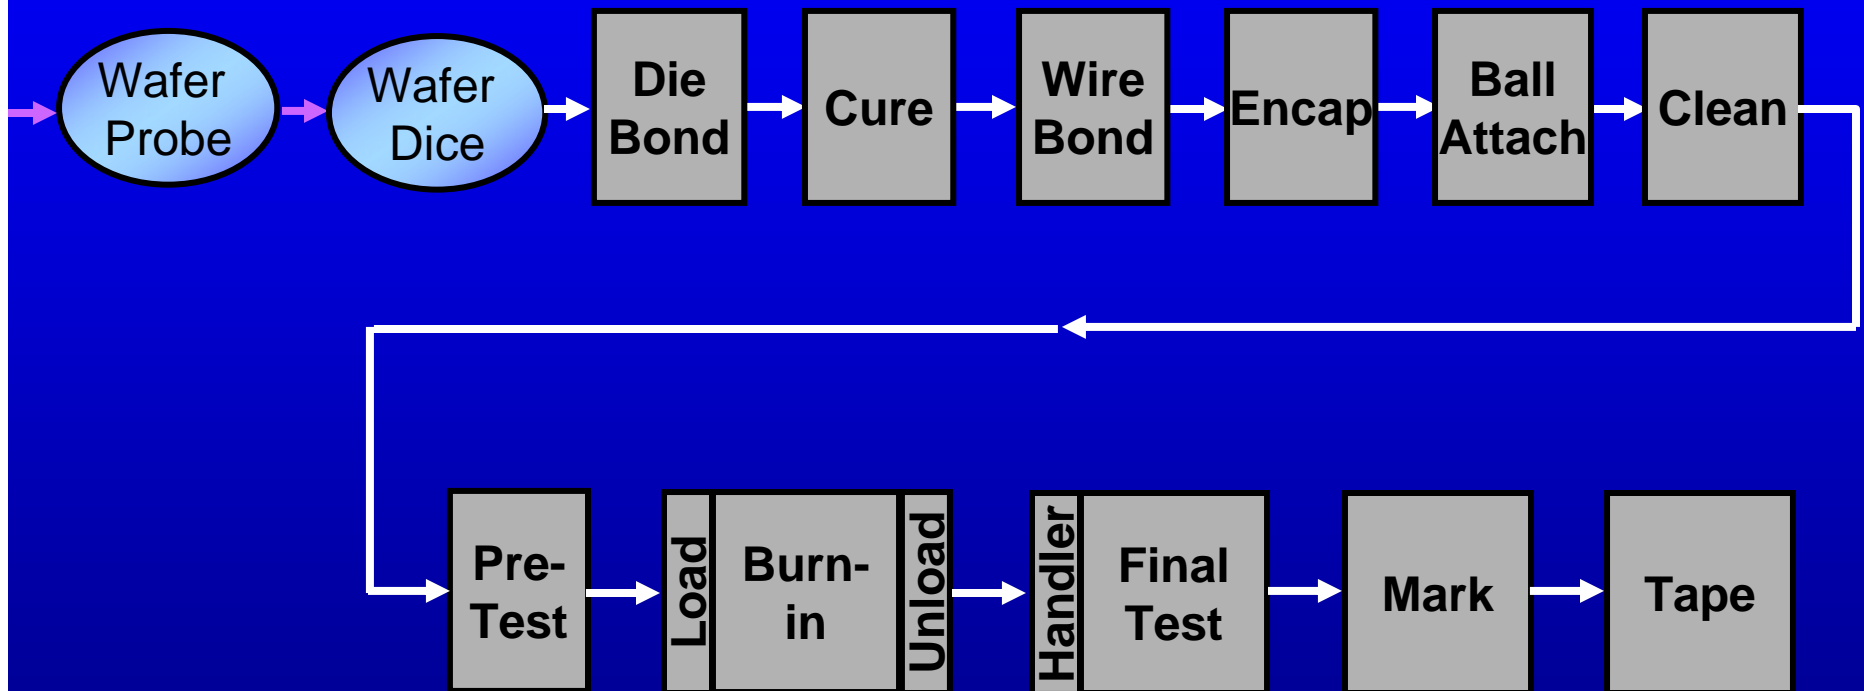 Wafer
Probe
Wafer
Dice
Die
Bond
Cure
Wire
Bond
Encap
Ball
Attach
Clean
Pre-
Test
Load
Burn-
in
Unload
Handler
Final
Test
Mark
Tape